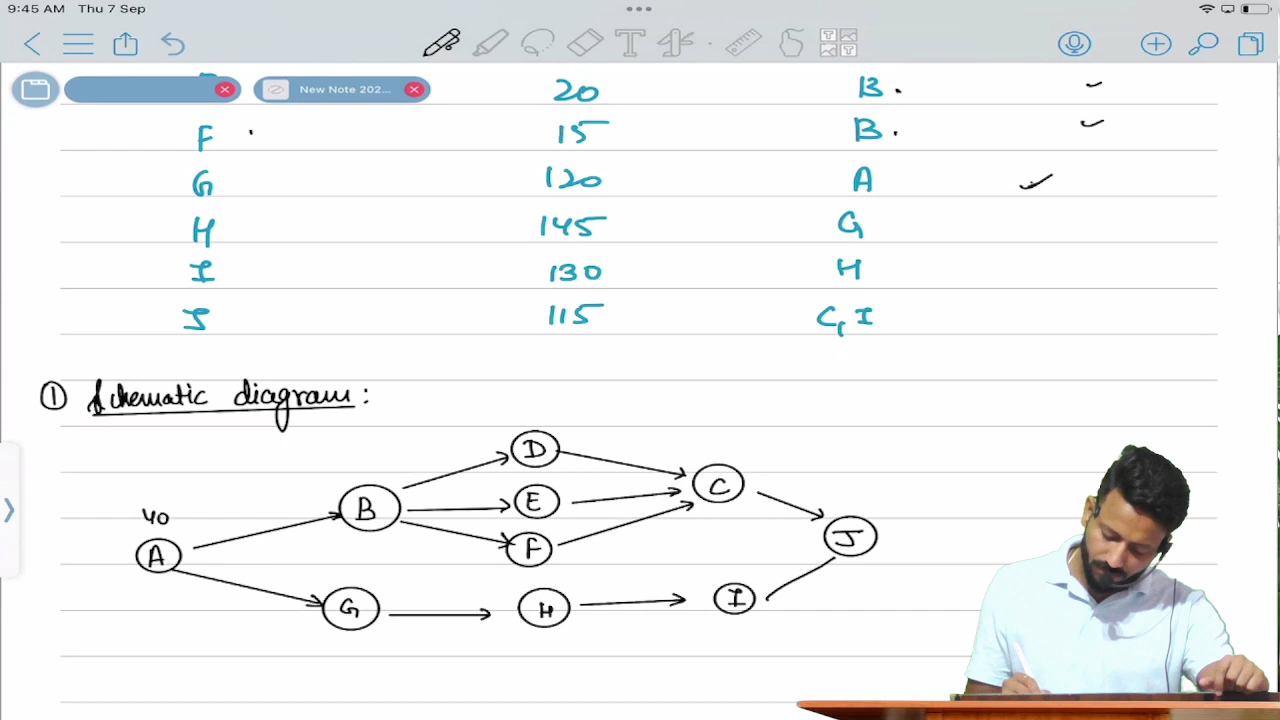 9:45 AM Thu 7 Sep
New Note 202...
20 B.
F 15 B.
G 120 A
H 145 G
I 130 H
J 115 C, I
① Schematic diagram:
D
B E C
40
A F J
G H I